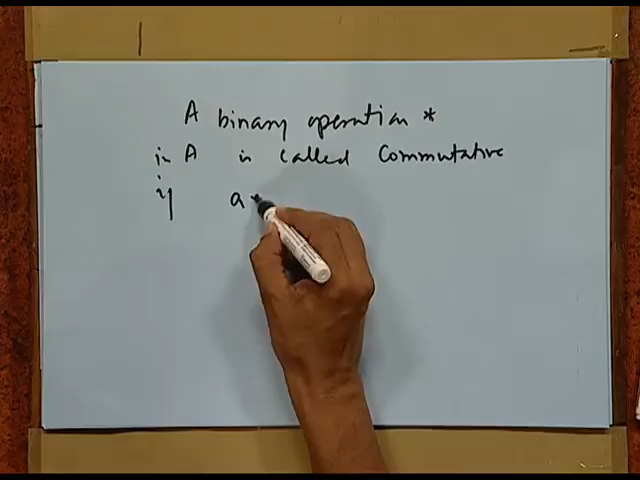 A binary operation *
in A is called Commutative
if a *